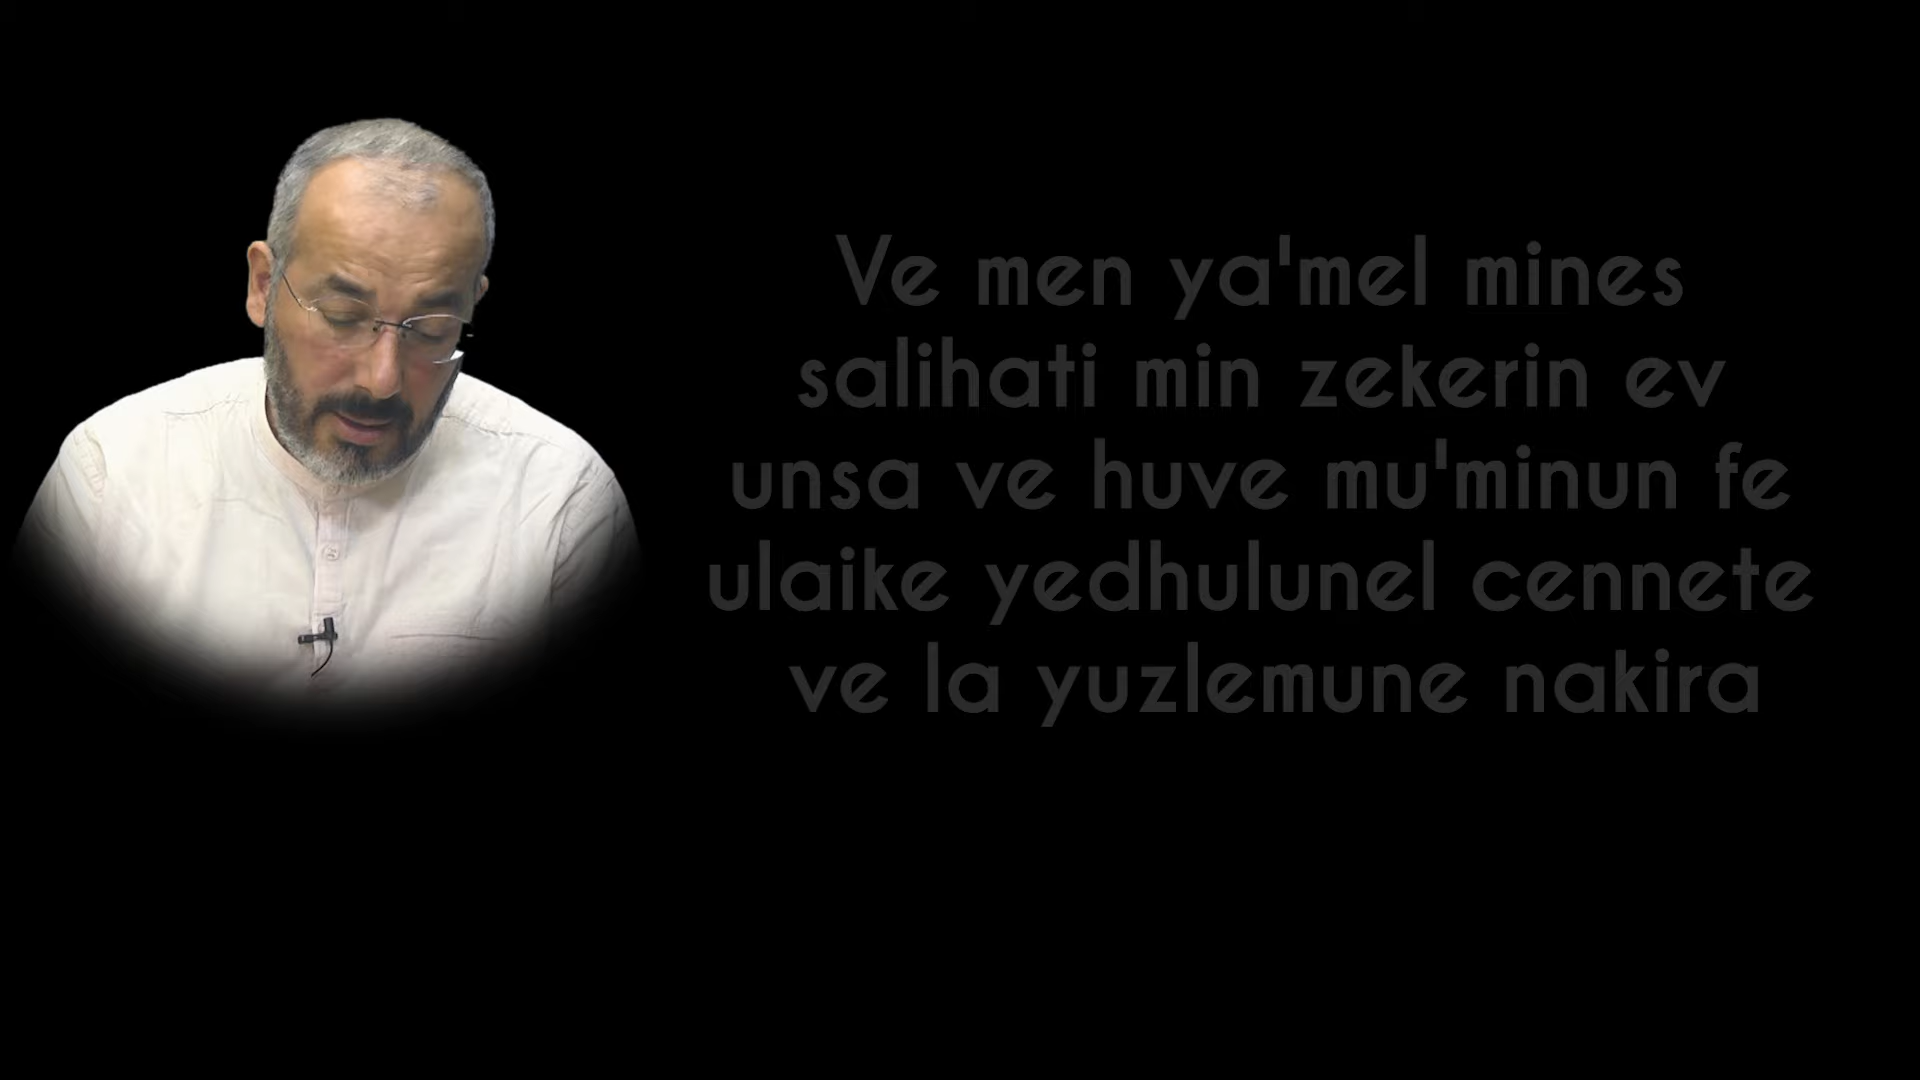 Ve men ya'mel mines
salihati min zekerin ev
unsa ve huve mu'minun fe
ulaike yedhulunel cennete
ve la yuzlemune nakira